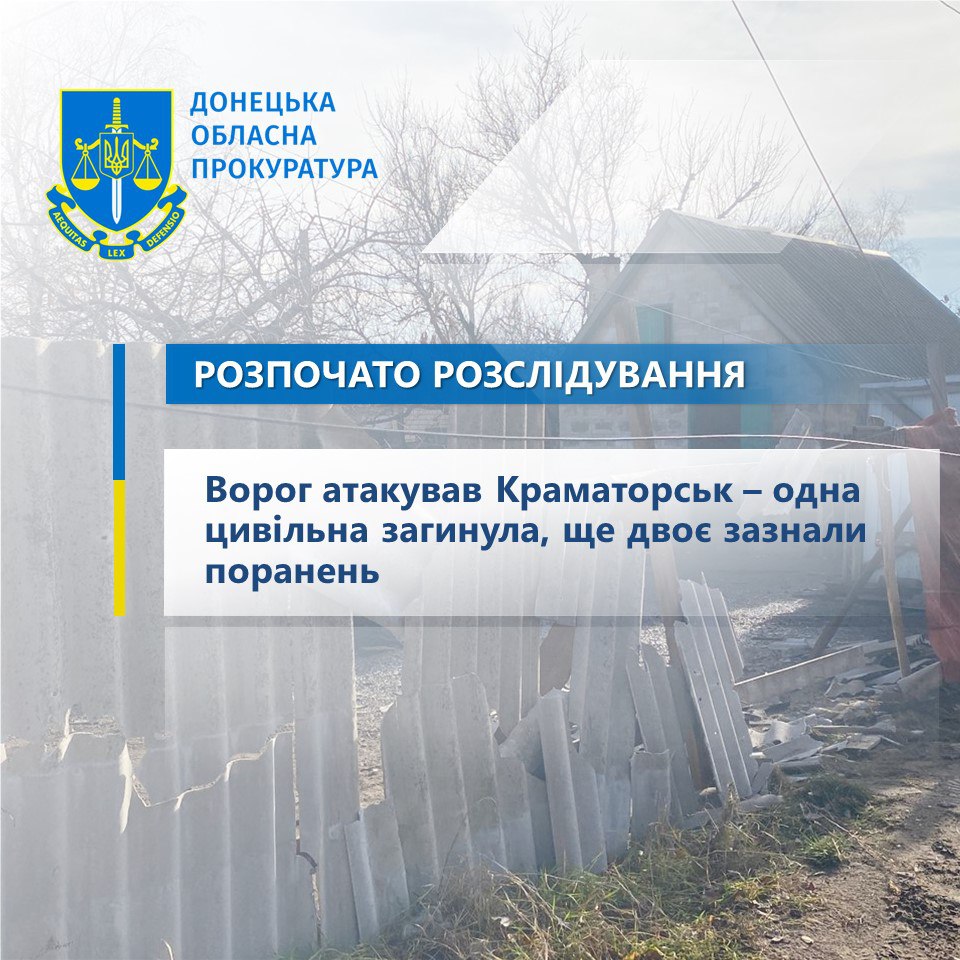 ДОНЕЦЬКА
ОБЛАСНА
ПРОКУРАТУРА
AEQUITAS
LEX
DEFENSIO
РОЗПОЧАТО РОЗСЛІДУВАННЯ
Ворог атакував Краматорськ – одна
цивільна загинула, ще двоє зазнали
поранень